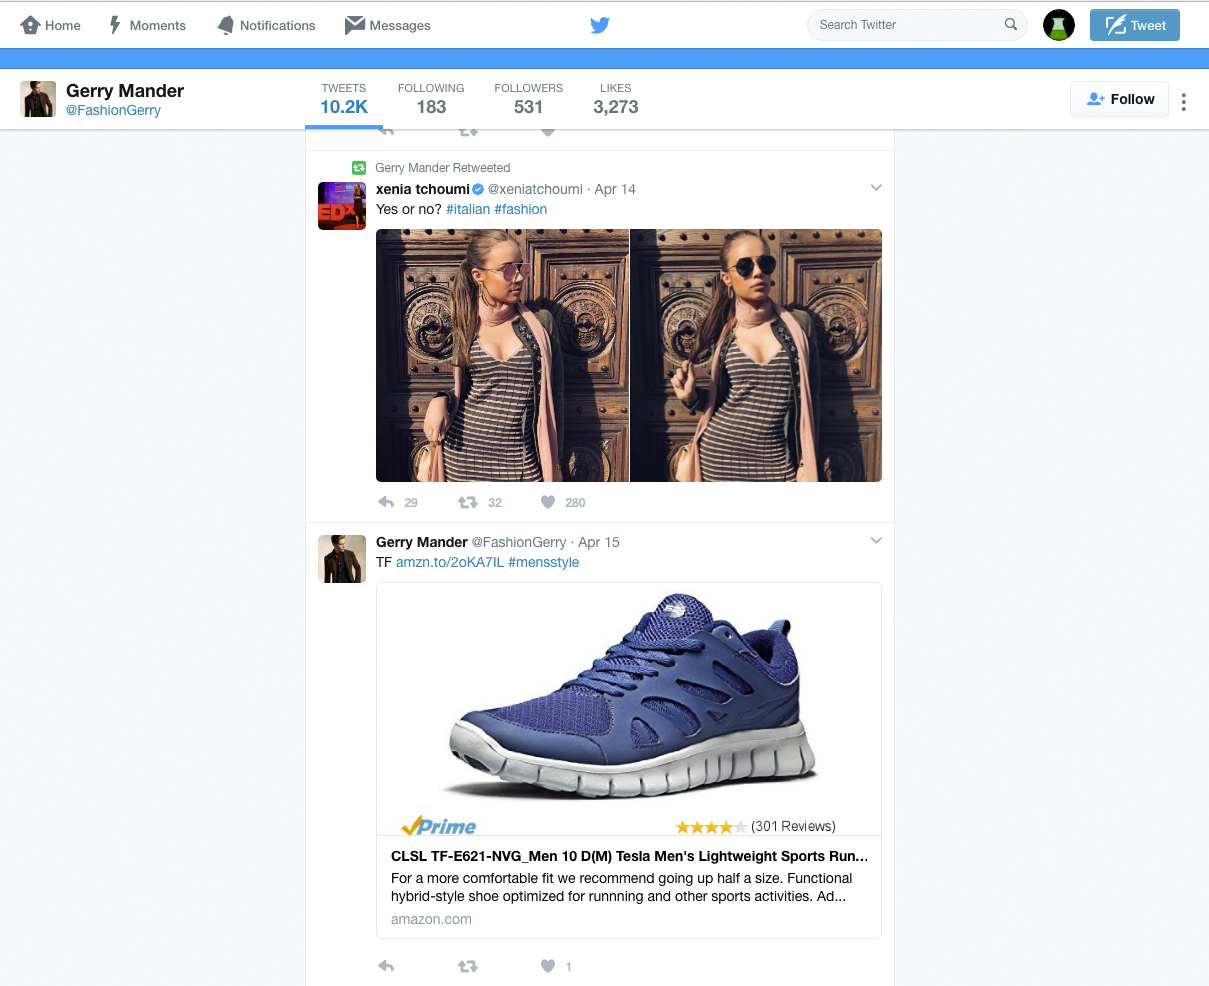 Home Moments Notifications Messages Search Twitter Tweet
Gerry Mander
@FashionGerry
TWEETS FOLLOWING FOLLOWERS LIKES
10.2K 183 531 3,273
Follow
Gerry Mander Retweeted
xenia tchoumi @xeniatchoumi · Apr 14
Yes or no? #italian #fashion
EDX
29 32 280
Gerry Mander @FashionGerry · Apr 15
TF amzn.to/2oKA7IL #mensstyle
Prime (301 Reviews)
CLSL TF-E621-NVG_Men 10 D(M) Tesla Men's Lightweight Sports Run...
For a more comfortable fit we recommend going up half a size. Functional
hybrid-style shoe optimized for runnning and other sports activities. Ad...
amazon.com
1